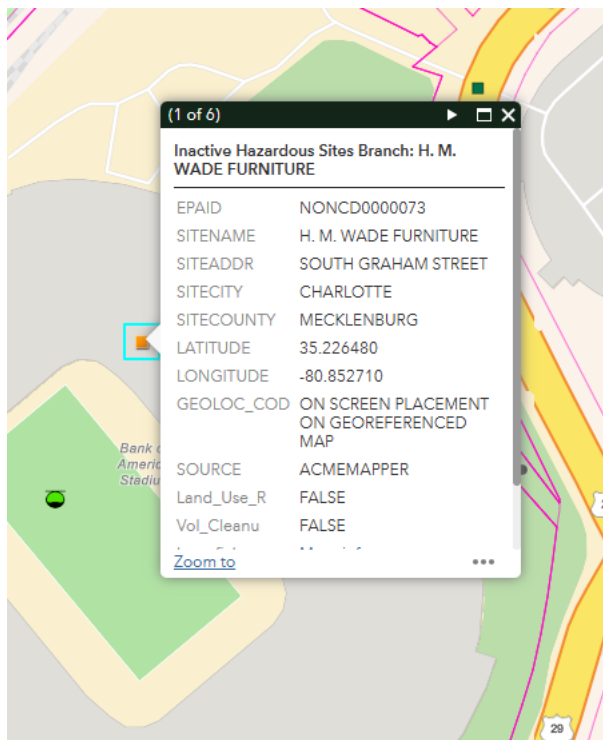 (1 of 6)
Inactive Hazardous Sites Branch: H. M.
WADE FURNITURE
EPAID NONCD0000073
SITENAME H. M. WADE FURNITURE
SITEADDR SOUTH GRAHAM STREET
SITECITY CHARLOTTE
SITECOUNTY MECKLENBURG
LATITUDE 35.226480
LONGITUDE -80.852710
GEOLOC_COD ON SCREEN PLACEMENT
ON GEOREFERENCED
MAP
SOURCE ACMEMAPPER
Land_Use_R FALSE
Vol_Cleanu FALSE
Zoom to
Bank
Americ
Stadiu
29